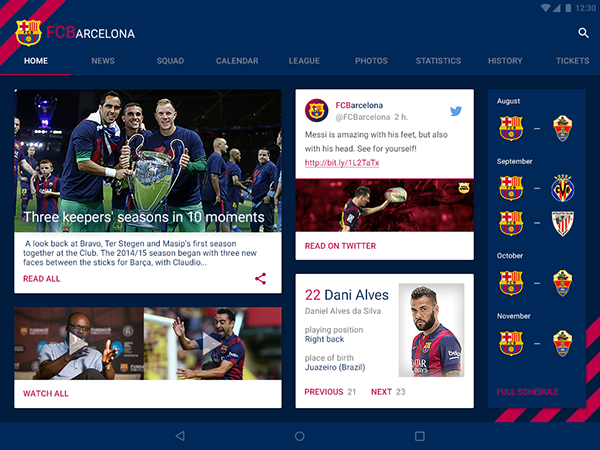 12:30
FCBARCELONA
HOME NEWS SQUAD CALENDAR LEAGUE PHOTOS STATISTICS HISTORY TICKETS
Three keepers' seasons in 10 moments
A look back at Bravo, Ter Stegen and Masip's first season
together at the Club. The 2014/15 season began with three new
faces between the sticks for Barça, with Claudio...
READ ALL
WATCH ALL
FCBarcelona
@FCBarcelona 2 h.
Messi is amazing with his feet, but also
with his head. See for yourself!
http://bit.ly/1L2TaTx
READ ON TWITTER
22 Dani Alves
Daniel Alves da Silva
playing position
Right back
place of birth
Juazeiro (Brazil)
PREVIOUS 21 NEXT 23
August
September
October
November
FULL SCHEDULE